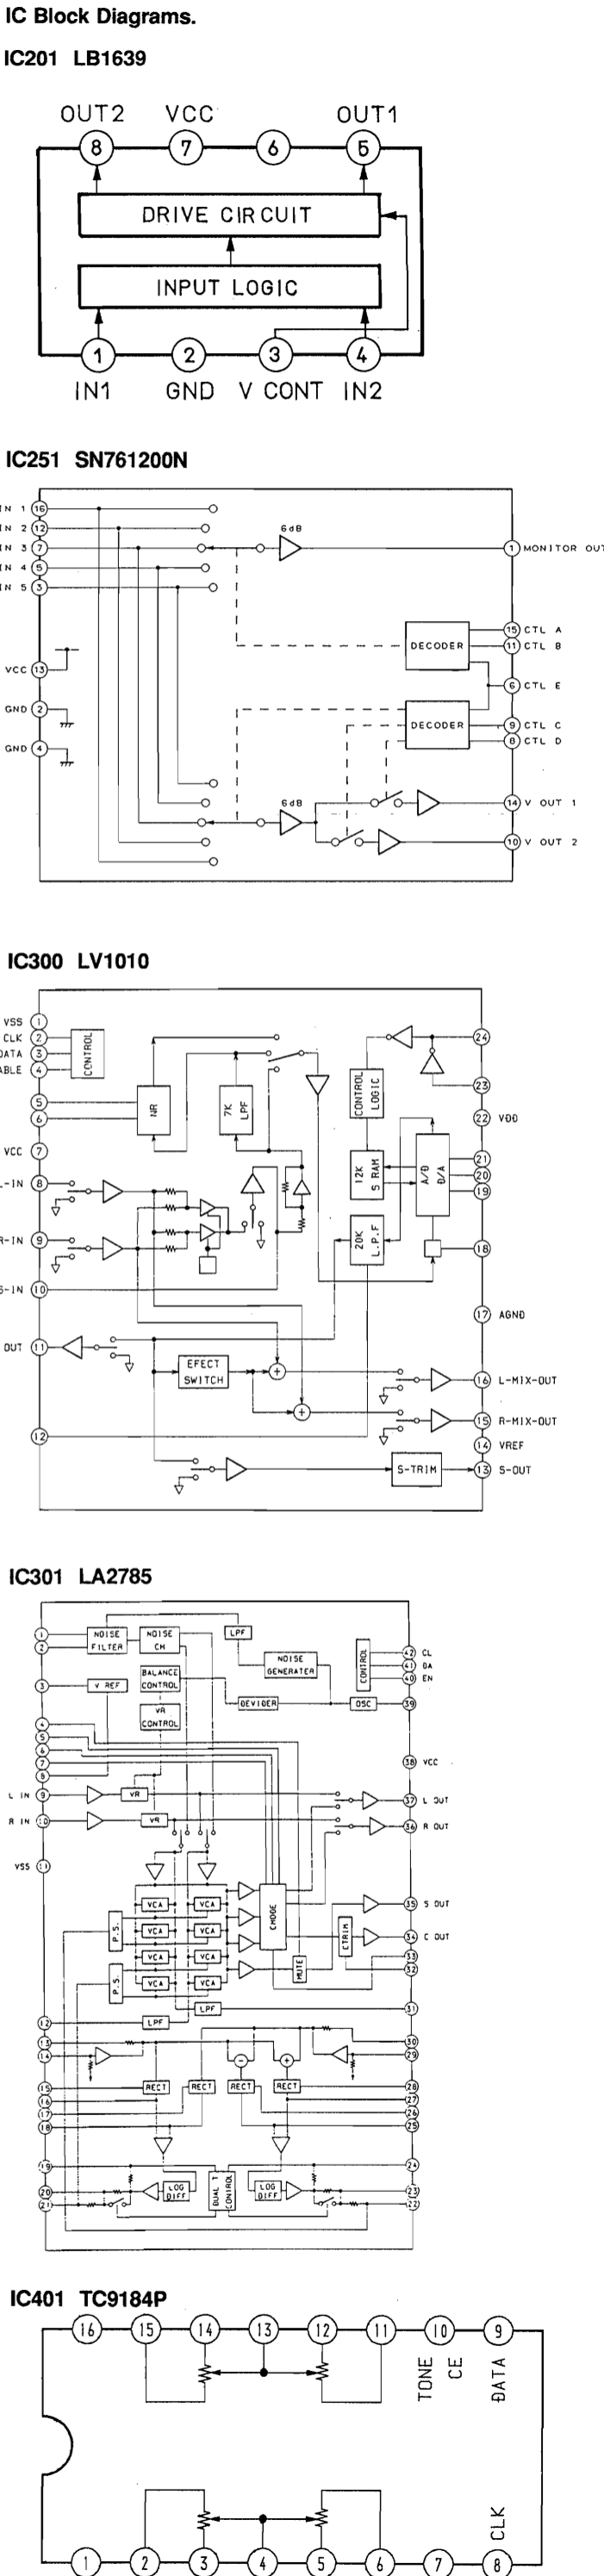 IC Block Diagrams.
IC201 LB1639
OUT2 VCC OUT1
8 7 6 5
DRIVE CIRCUIT
INPUT LOGIC
1 2 3 4
IN1 GND V CONT IN2
IC251 SN761200N
IN 1 16
IN 2 12
6dB
IN 3 7 1 MONITOR OUT
IN 4 5
IN 5 3
15 CTL A
DECODER 11 CTL B
VCC 13
6 CTL E
GND 2
DECODER 9 CTL C
GND 4 8 CTL D
6dB 14 V OUT 1
10 V OUT 2
IC300 LV1010
VSS 1
CLK 2 24
DATA 3 CONTROL
ABLE 4
CONTROL LOGIC 23
5 NR 7K LPF
6 22 VDD
VCC 7 12K S.RAM A/D D/A 21
20
L-IN 8 19
R-IN 9 20K L.P.F 18
S-IN 10
17 AGND
OUT 11
EFECT SWITCH + 16 L-MIX-OUT
+ 15 R-MIX-OUT
12 14 VREF
S-TRIM 13 S-OUT
IC301 LA2785
1 NOISE FILTER NOISE CH LPF
2 NOISE GENERATER CONTROL 42 CL
41 DA
40 EN
3 V REF BALANCE CONTROL
DEVIDER OSC 39
VR CONTROL
4
5
6
7 38 VCC
8
L IN 9 VR 37 L OUT
R IN 10 VR 36 R OUT
VSS 11
VCA VCA CMODE 35 S OUT
P.S. VCA VCA CTRIM 34 C OUT
VCA VCA 33
P.S. VCA VCA MUTE 32
LPF 31
12 LPF
13 30
14 - + 29
15 RECT RECT RECT RECT 28
16 27
17 26
18 25
19 24
20 LOG DIFF DUAL T CONTROL LOG DIFF 23
21 22
IC401 TC9184P
16 15 14 13 12 11 10 9
TONE CE DATA
CLK
1 2 3 4 5 6 7 8